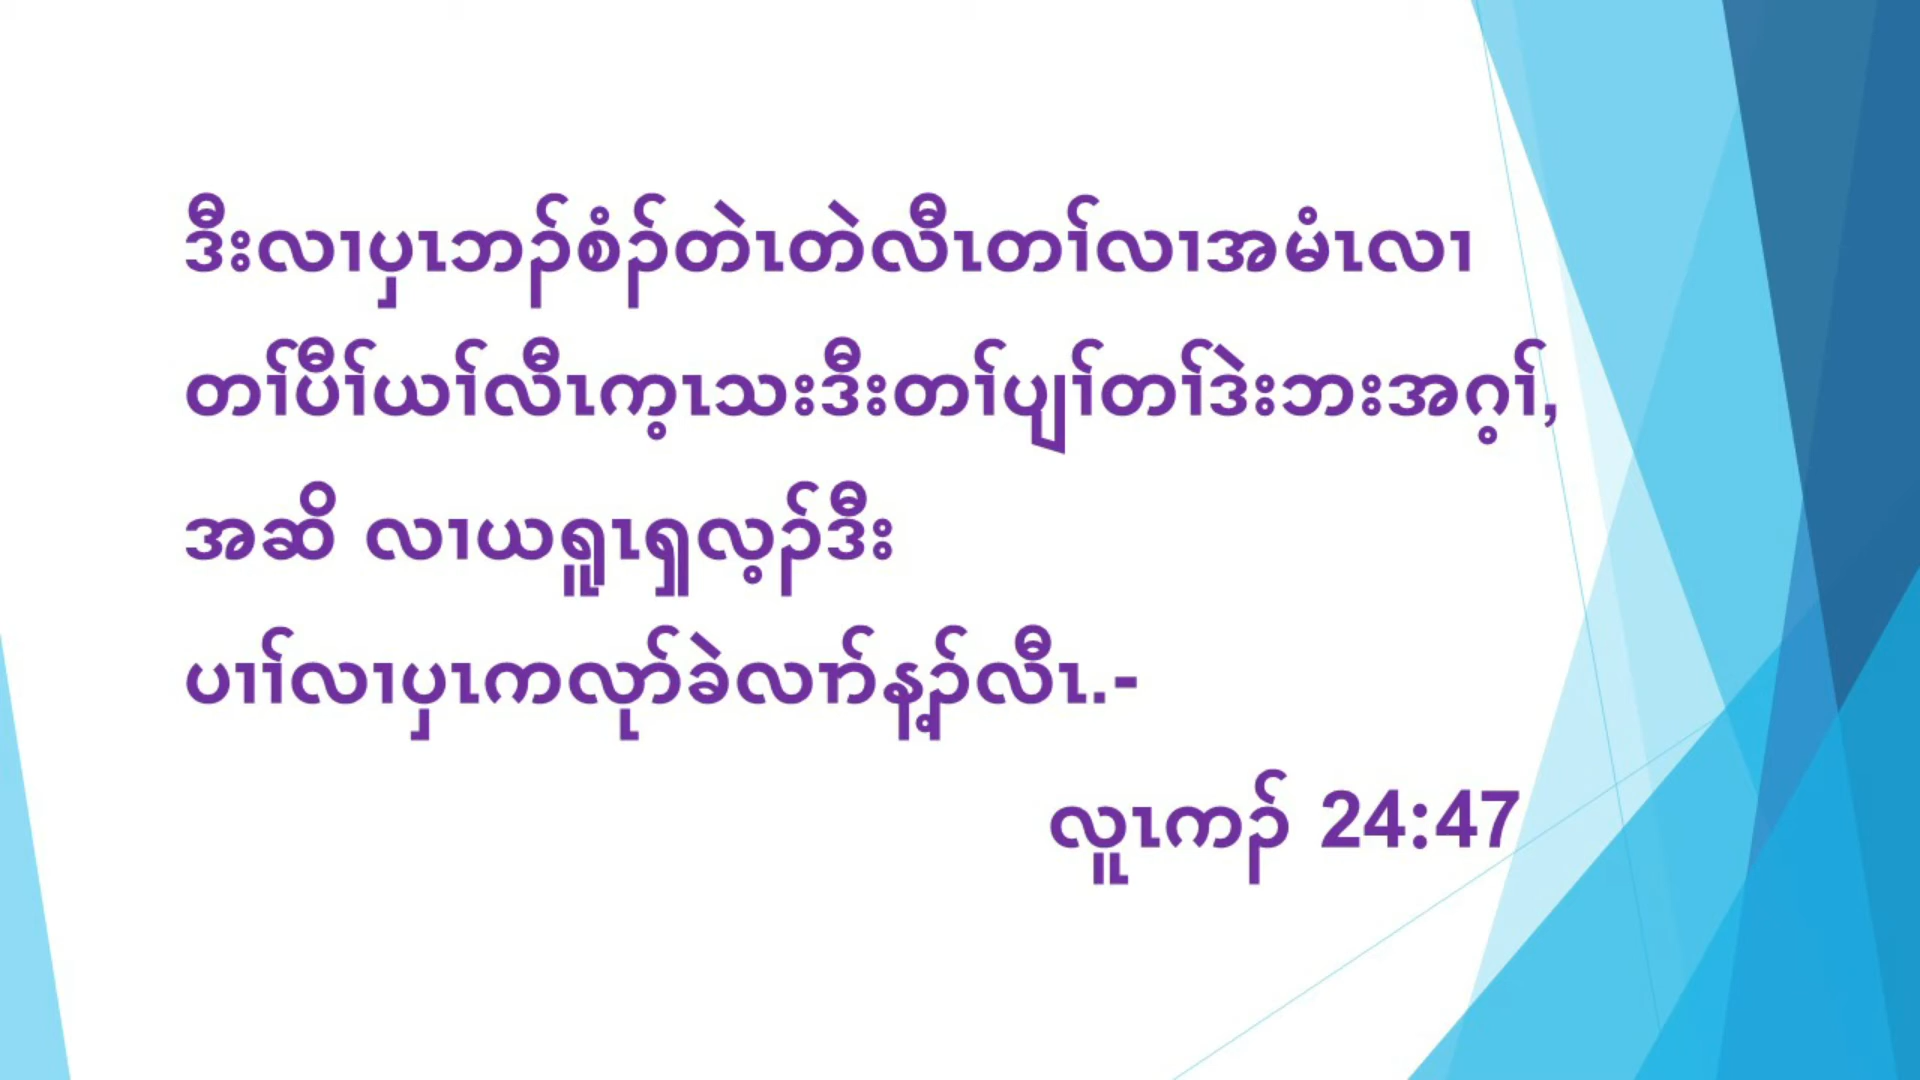 ဒီးလၢပှၤဘၣ်စံၣ်တဲၤတဲလီၤတၢ်လၢအမံၤလၢ
တၢ်ပီၢ်ယၢ်လီၤက့ၤသးဒီးတၢ်ပျၢ်တၢ်ဒဲးဘးအဂ့ၢ်,
အဆိ လၢယရူၤရှလ့ၣ်ဒီး
ပၢၢ်လၢပှၤကလုာ်ခဲလၢာ်န့ၣ်လီၤ.-
လူၤကၣ် 24:47